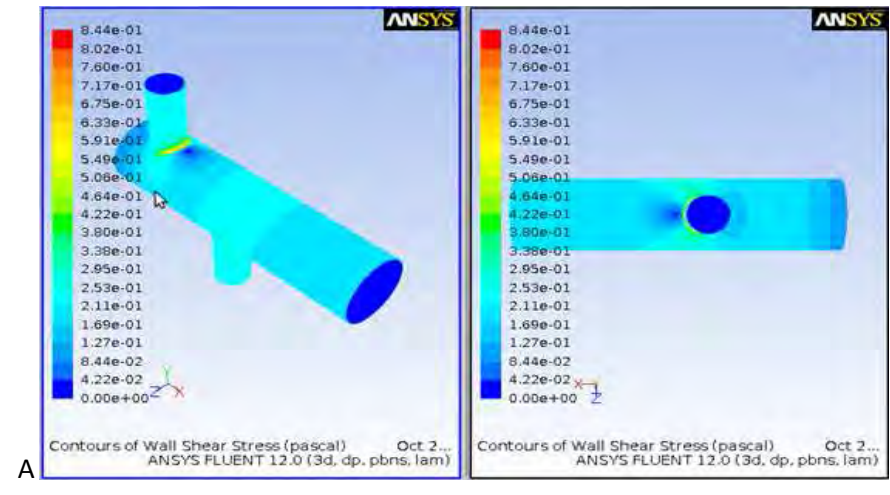 ANSYS
8.44e-01
8.02e-01
7.60e-01
7.17e-01
6.75e-01
6.33e-01
5.91e-01
5.49e-01
5.06e-01
4.64e-01
4.22e-01
3.80e-01
3.38e-01
2.95e-01
2.53e-01
2.11e-01
1.69e-01
1.27e-01
8.44e-02
4.22e-02
0.00e+00
Y
Z X
Contours of Wall Shear Stress (pascal) Oct 2...
ANSYS FLUENT 12.0 (3d, dp, pbns, lam)
ANSYS
8.44e-01
8.02e-01
7.60e-01
7.17e-01
6.75e-01
6.33e-01
5.91e-01
5.49e-01
5.06e-01
4.64e-01
4.22e-01
3.80e-01
3.38e-01
2.95e-01
2.53e-01
2.11e-01
1.69e-01
1.27e-01
8.44e-02
4.22e-02
0.00e+00
X
Z
Contours of Wall Shear Stress (pascal) Oct 2...
ANSYS FLUENT 12.0 (3d, dp, pbns, lam)
A